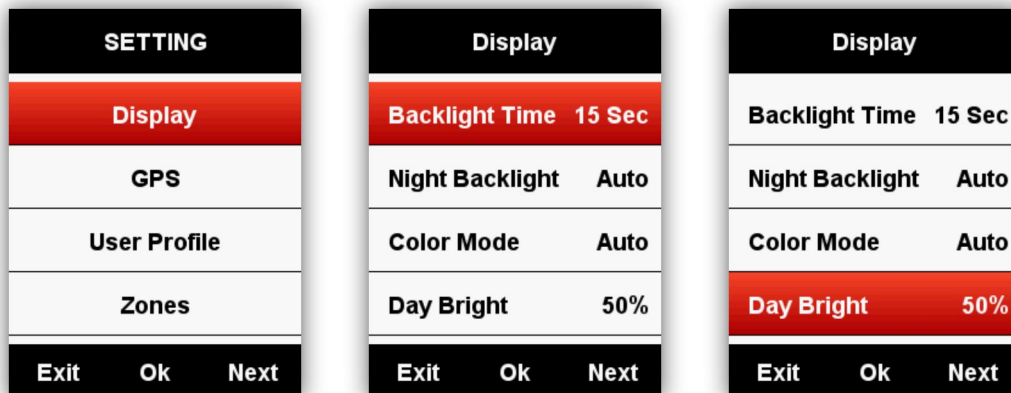 SETTING
Display
GPS
User Profile
Zones
Exit Ok Next
Display
Backlight Time 15 Sec
Night Backlight Auto
Color Mode Auto
Day Bright 50%
Exit Ok Next
Display
Backlight Time 15 Sec
Night Backlight Auto
Color Mode Auto
Day Bright 50%
Exit Ok Next